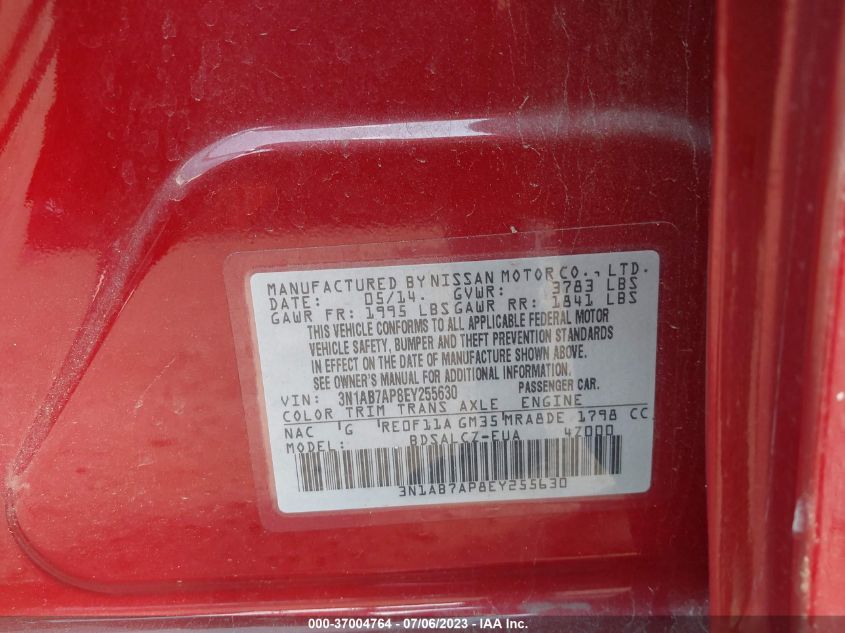 MANUFACTURED BY NISSAN MOTOR CO., LTD.
DATE: 05/14. GVWR: 3783 LBS
GAWR FR: 1995 LBS GAWR RR: 1841 LBS
THIS VEHICLE CONFORMS TO ALL APPLICABLE FEDERAL MOTOR
VEHICLE SAFETY, BUMPER AND THEFT PREVENTION STANDARDS
IN EFFECT ON THE DATE OF MANUFACTURE SHOWN ABOVE.
SEE OWNER'S MANUAL FOR ADDITIONAL INFORMATION.
VIN: 3N1AB7AP8EY255630 PASSENGER CAR.
COLOR TRIM TRANS AXLE ENGINE
NAC G RE0F11A GM35 MRA8DE 1798 CC
MODEL: BDSALCZ-EUA 4Z000
3N1AB7AP8EY255630
000-37004764 - 07/06/2023 - IAA Inc.